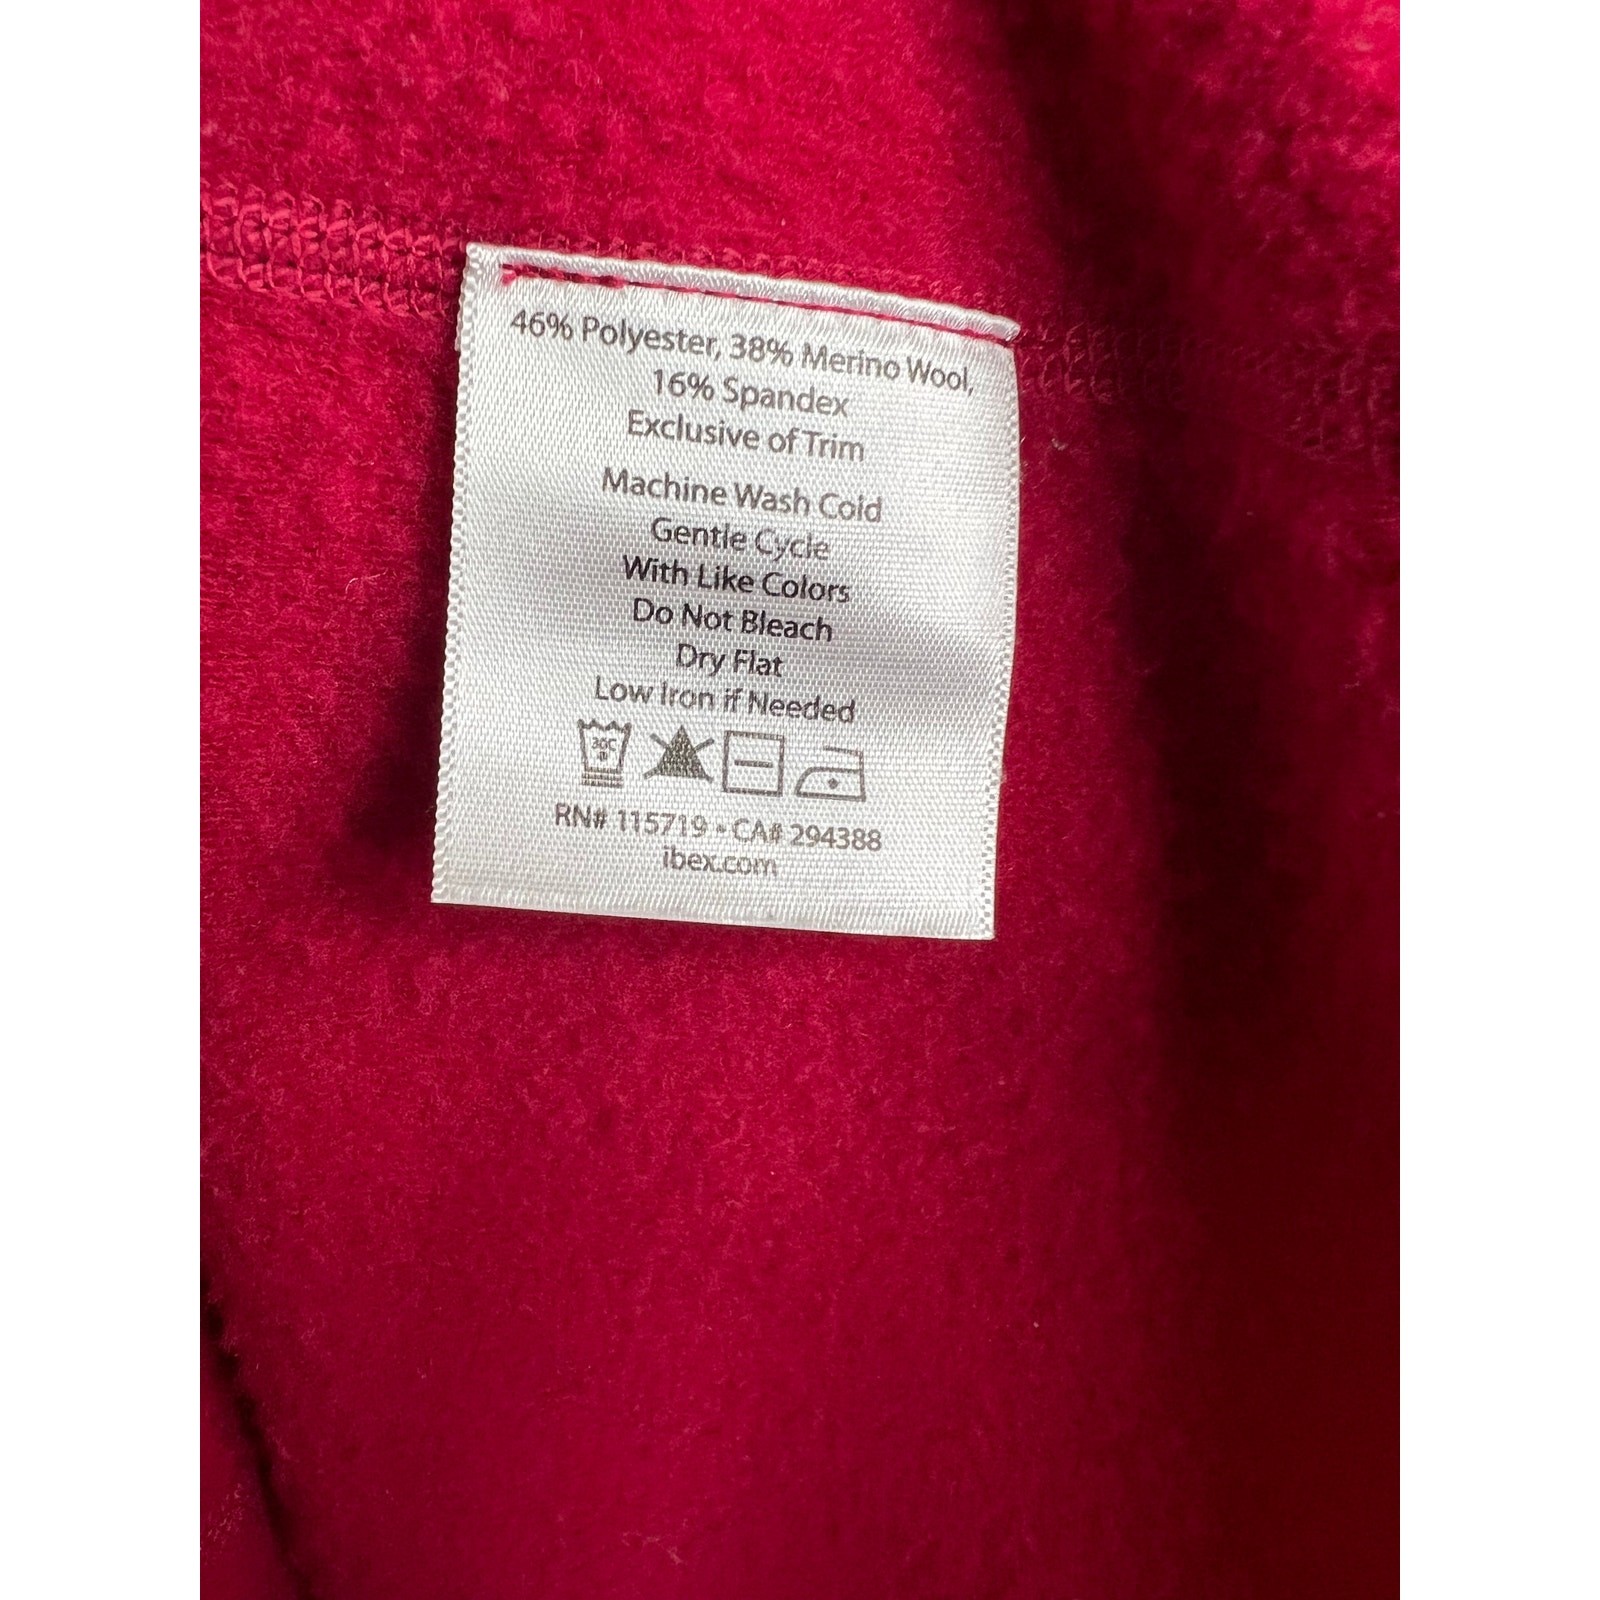 46% Polyester, 38% Merino Wool,
16% Spandex
Exclusive of Trim
Machine Wash Cold
Gentle Cycle
With Like Colors
Do Not Bleach
Dry Flat
Low Iron if Needed
30C
RN# 115719 • CA# 294388
ibex.com